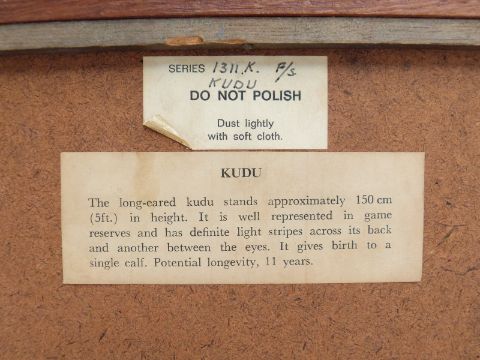 SERIES 1311.K. F/S.
KUDU
DO NOT POLISH
Dust lightly
with soft cloth.
KUDU
The long-eared kudu stands approximately 150 cm
(5ft.) in height. It is well represented in game
reserves and has definite light stripes across its back
and another between the eyes. It gives birth to a
single calf. Potential longevity, 11 years.